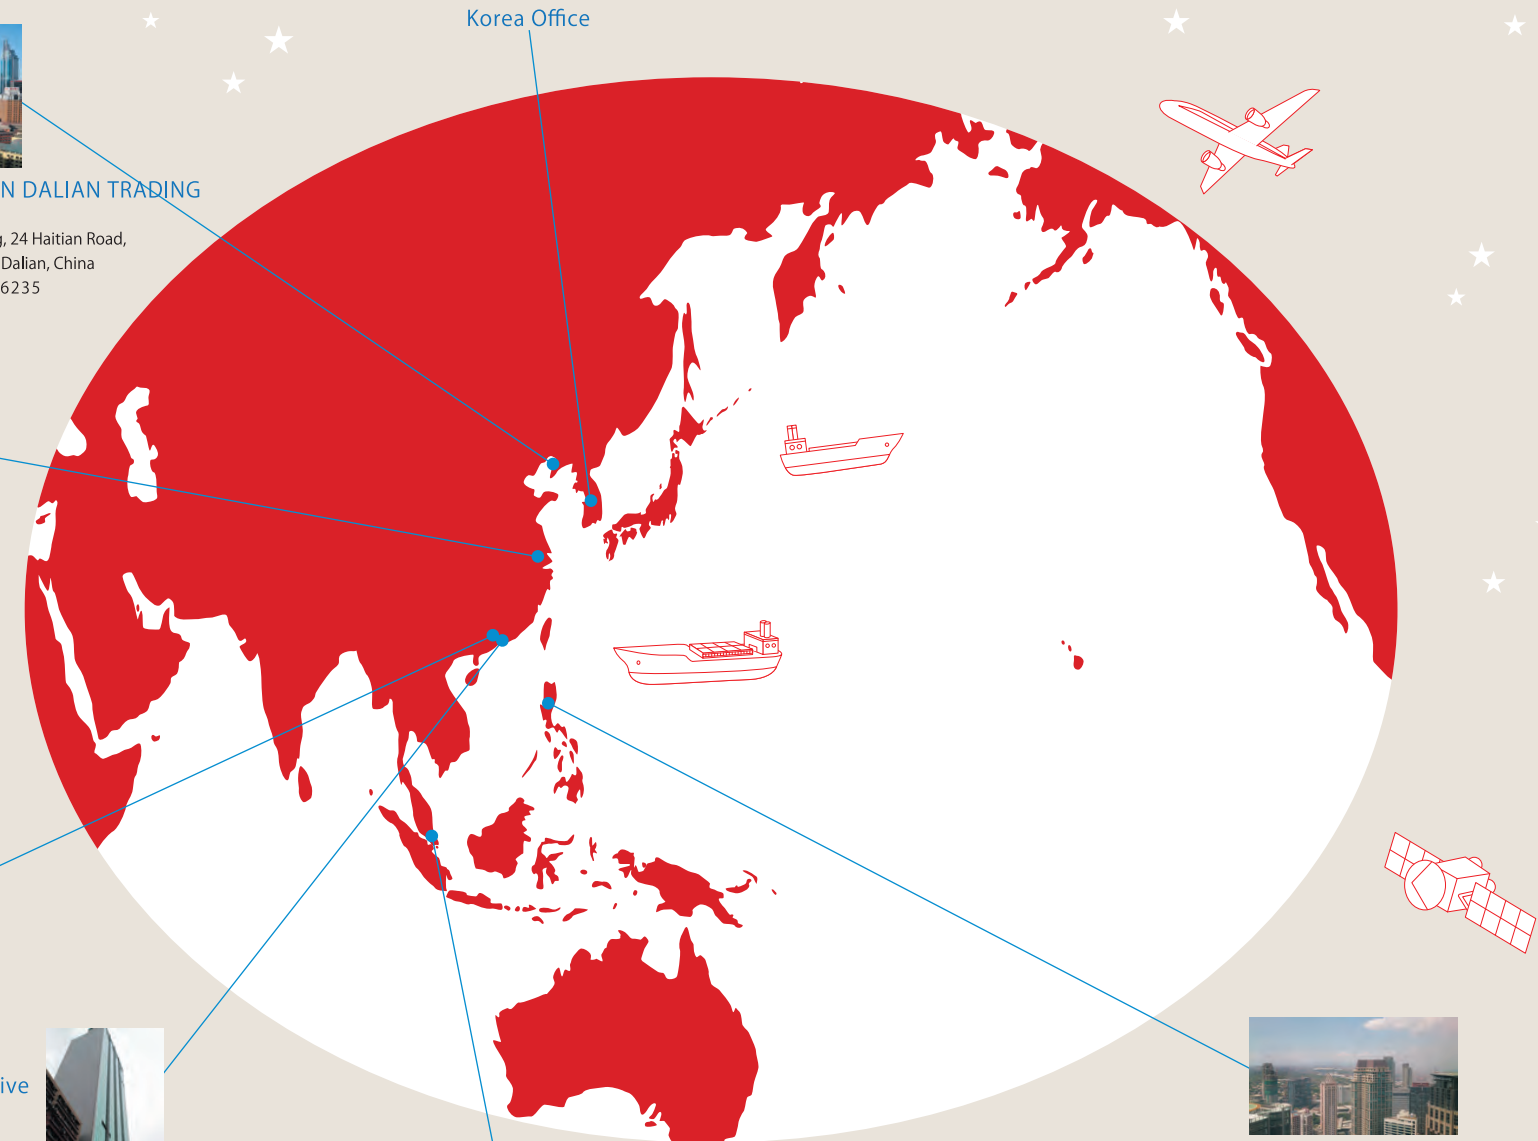 Korea Office
N DALIAN TRADING
, 24 Haitian Road,
Dalian, China
6235
ive